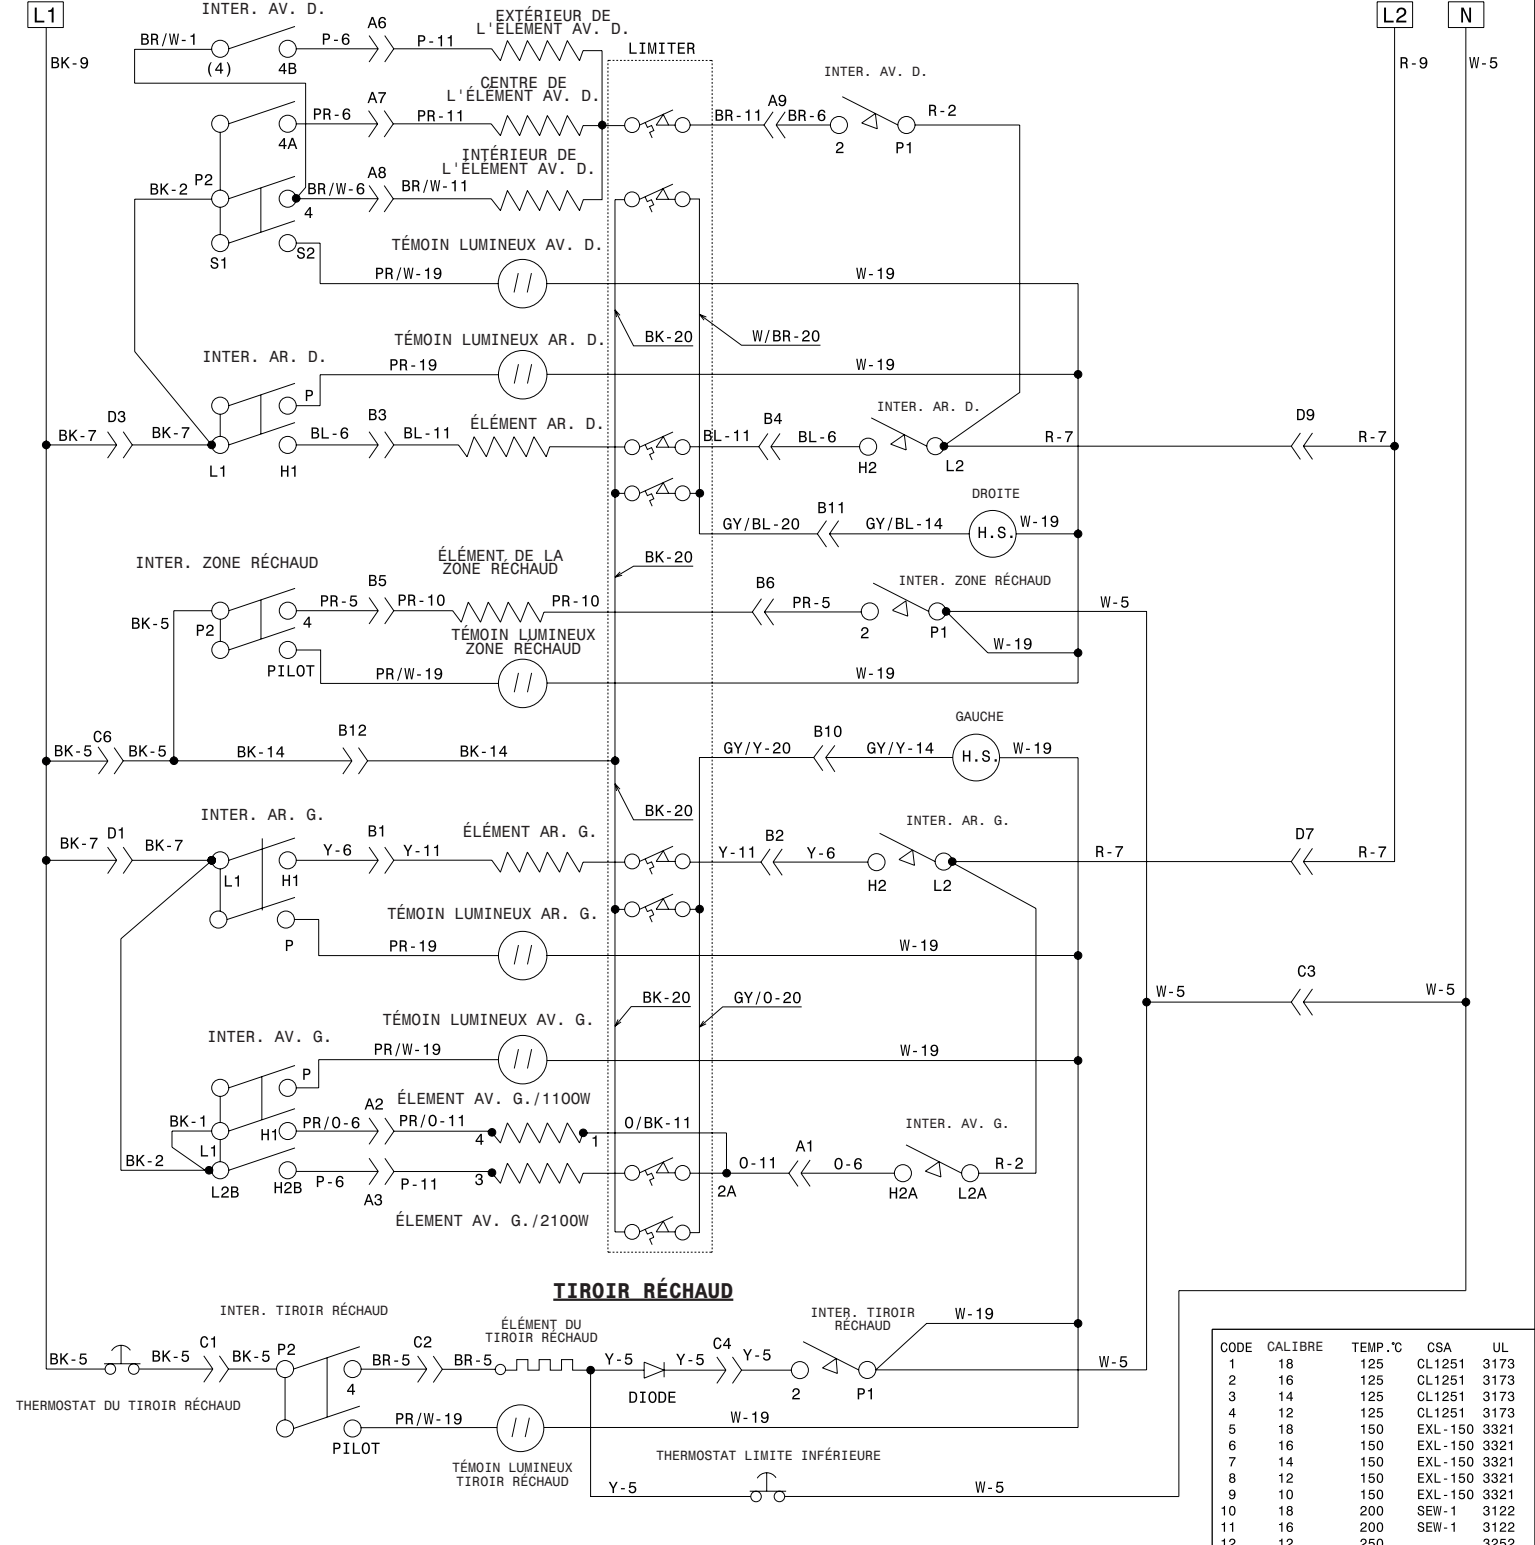 L1
INTER. AV. D.
L2
N
BK-9
BR/W-1
(4)
4B
P-6
A6
P-11
EXTÉRIEUR DE
L'ÉLÉMENT AV. D.
LIMITER
R-9
W-5
INTER. AV. D.
CENTRE DE
L'ÉLÉMENT AV. D.
PR-6
A7
PR-11
4A
BR-11
A9
BR-6
2
P1
R-2
INTÉRIEUR DE
L'ÉLÉMENT AV. D.
BK-2
P2
4
BR/W-6
A8
BR/W-11
S1
S2
TÉMOIN LUMINEUX AV. D.
PR/W-19
W-19
BK-20
W/BR-20
TÉMOIN LUMINEUX AR. D.
INTER. AR. D.
PR-19
W-19
P
D3
BK-7
BK-7
L1
H1
BL-6
B3
BL-11
ÉLÉMENT AR. D.
BL-11
B4
BL-6
INTER. AR. D.
H2
L2
R-7
D9
R-7
DROITE
GY/BL-20
B11
GY/BL-14
H.S.
W-19
BK-20
INTER. ZONE RÉCHAUD
ÉLÉMENT DE LA
ZONE RÉCHAUD
BK-5
P2
4
PR-5
B5
PR-10
PR-10
B6
PR-5
INTER. ZONE RÉCHAUD
2
P1
W-5
W-19
TÉMOIN LUMINEUX
ZONE RÉCHAUD
PILOT
PR/W-19
W-19
BK-5
C6
BK-5
BK-14
B12
BK-14
GAUCHE
GY/Y-20
B10
GY/Y-14
H.S.
W-19
BK-20
INTER. AR. G.
BK-7
D1
BK-7
L1
H1
Y-6
B1
Y-11
ÉLÉMENT AR. G.
Y-11
B2
Y-6
INTER. AR. G.
H2
L2
R-7
D7
R-7
P
TÉMOIN LUMINEUX AR. G.
PR-19
W-19
W-5
C3
W-5
BK-20
GY/O-20
TÉMOIN LUMINEUX AV. G.
INTER. AV. G.
PR/W-19
W-19
P
ÉLEMENT AV. G./1100W
BK-1
L1
H1
PR/O-6
A2
PR/O-11
4
1
O/BK-11
INTER. AV. G.
BK-2
L2B
H2B
P-6
A3
P-11
3
2A
O-11
A1
O-6
H2A
L2A
R-2
ÉLEMENT AV. G./2100W
TIROIR RÉCHAUD
INTER. TIROIR RÉCHAUD
ÉLÉMENT DU
TIROIR RÉCHAUD
INTER. TIROIR
RÉCHAUD
W-19
BK-5
BK-5
C1
BK-5
P2
4
BR-5
C2
BR-5
Y-5
DIODE
Y-5
C4
Y-5
2
P1
W-5
THERMOSTAT DU TIROIR RÉCHAUD
PILOT
PR/W-19
W-19
TÉMOIN LUMINEUX
TIROIR RÉCHAUD
THERMOSTAT LIMITE INFÉRIEURE
Y-5
W-5
CODE CALIBRE TEMP.°C CSA UL
1 18 125 CL1251 3173
2 16 125 CL1251 3173
3 14 125 CL1251 3173
4 12 125 CL1251 3173
5 18 150 EXL-150 3321
6 16 150 EXL-150 3321
7 14 150 EXL-150 3321
8 12 150 EXL-150 3321
9 10 150 EXL-150 3321
10 18 200 SEW-1 3122
11 16 200 SEW-1 3122
12 12 250 3252